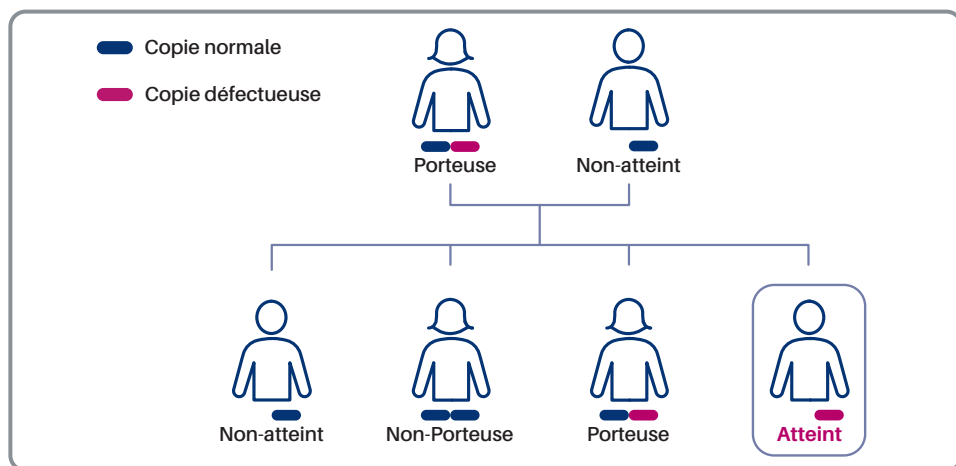 Copie normale
Copie défectueuse
Porteuse
Non-atteint
Non-atteint
Non-Porteuse
Porteuse
Atteint